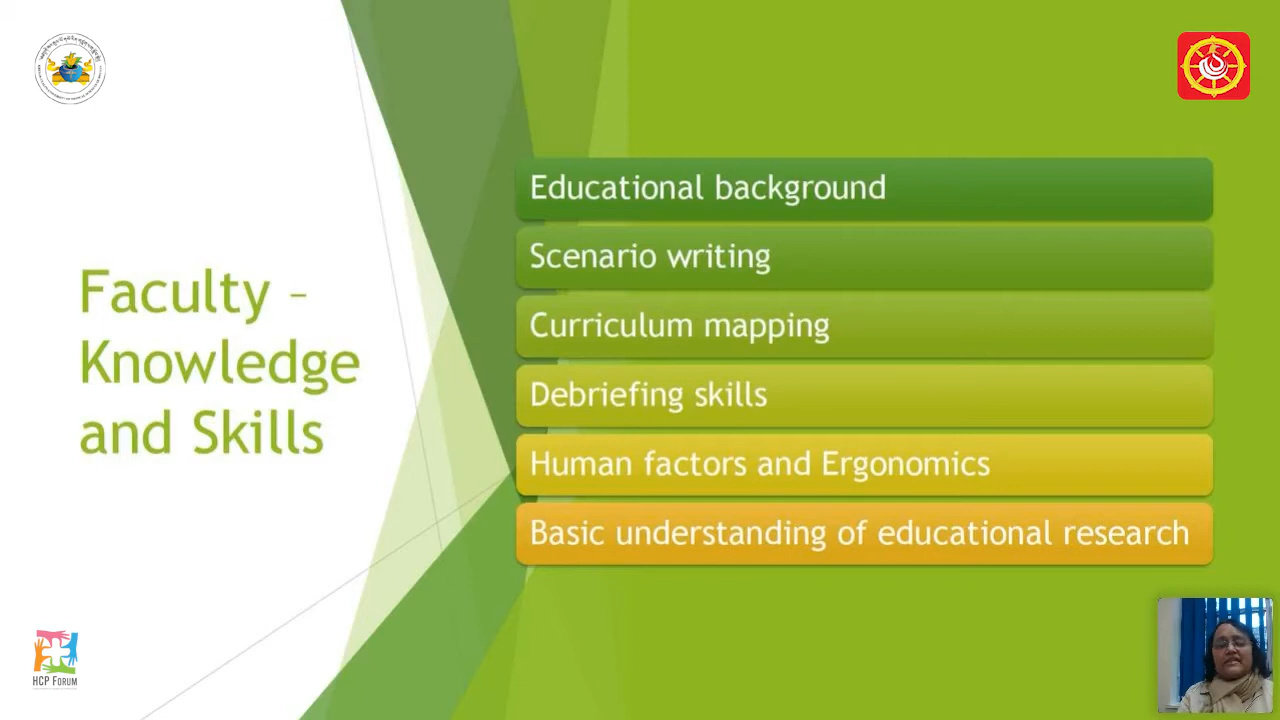 Faculty –
Knowledge
and Skills
Educational background
Scenario writing
Curriculum mapping
Debriefing skills
Human factors and Ergonomics
Basic understanding of educational research
HCP FORUM